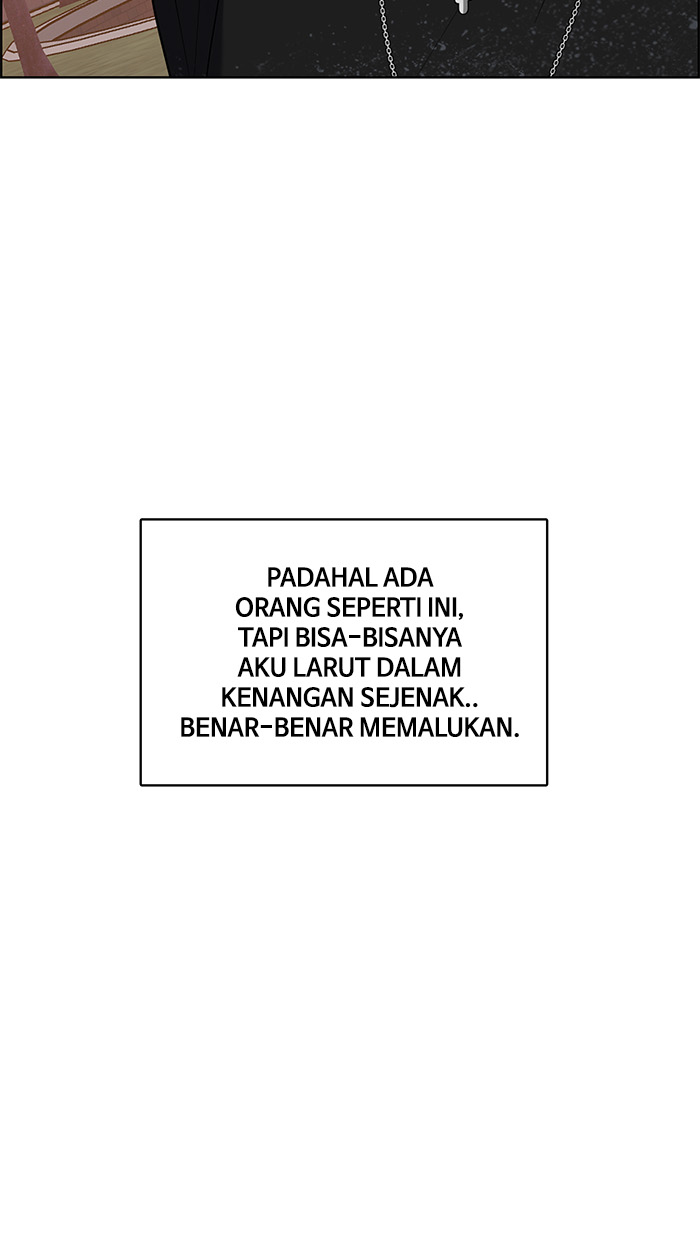 PADAHAL ADA
ORANG SEPERTI INI,
TAPI BISA-BISANYA
AKU LARUT DALAM
KENANGAN SEJENAK..
BENAR-BENAR MEMALUKAN.